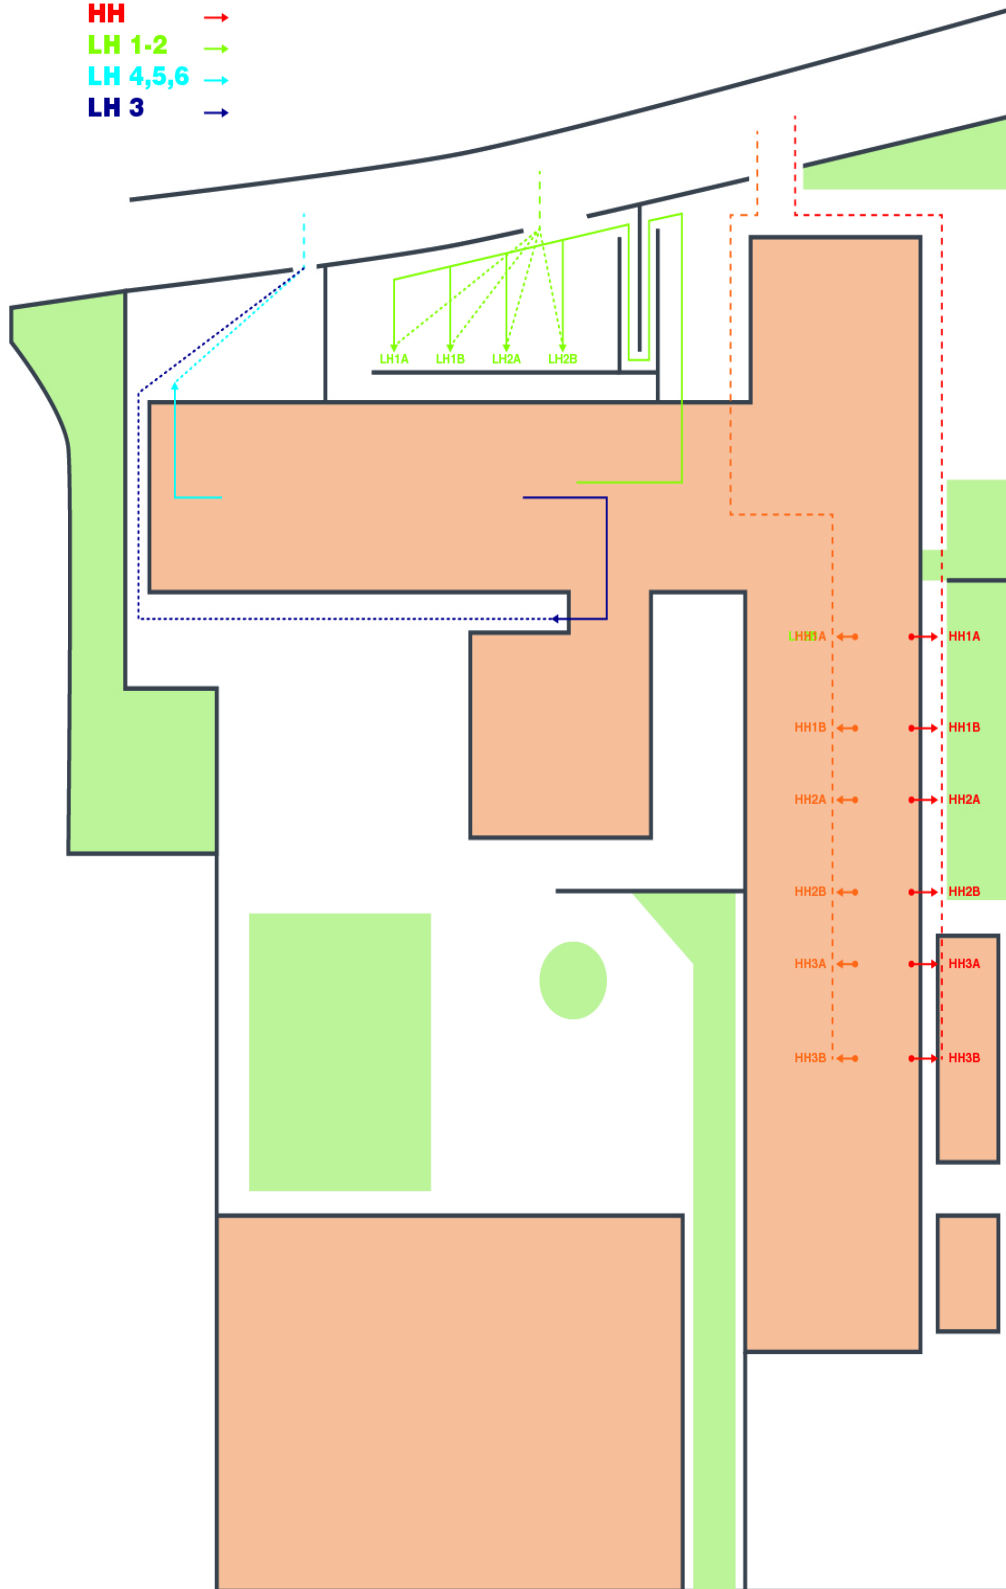 HH
LH 1-2
LH 4,5,6
LH 3
LH1A LH1B LH2A LH2B
HH1A HH1A
HH1B HH1B
HH2A HH2A
HH2B HH2B
HH3A HH3A
HH3B HH3B